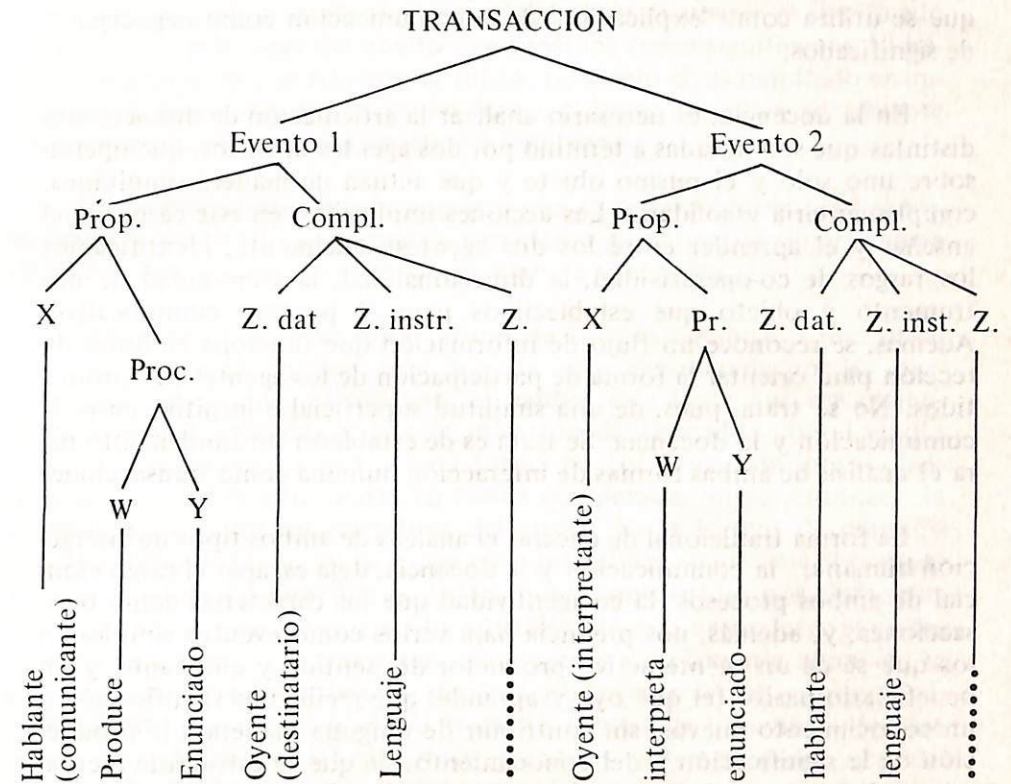 TRANSACCION
Evento 1 Evento 2
Prop. Compl. Prop. Compl.
X Z. dat Z. instr. Z. X Pr. Z. dat. Z. inst. Z.
Proc.
W Y
W Y
Hablante
(comunicante)
Produce
Enunciado
Oyente
(destinatario)
Lenguaje
Oyente (interpretante)
interpreta
enunciado
hablante
lenguaje